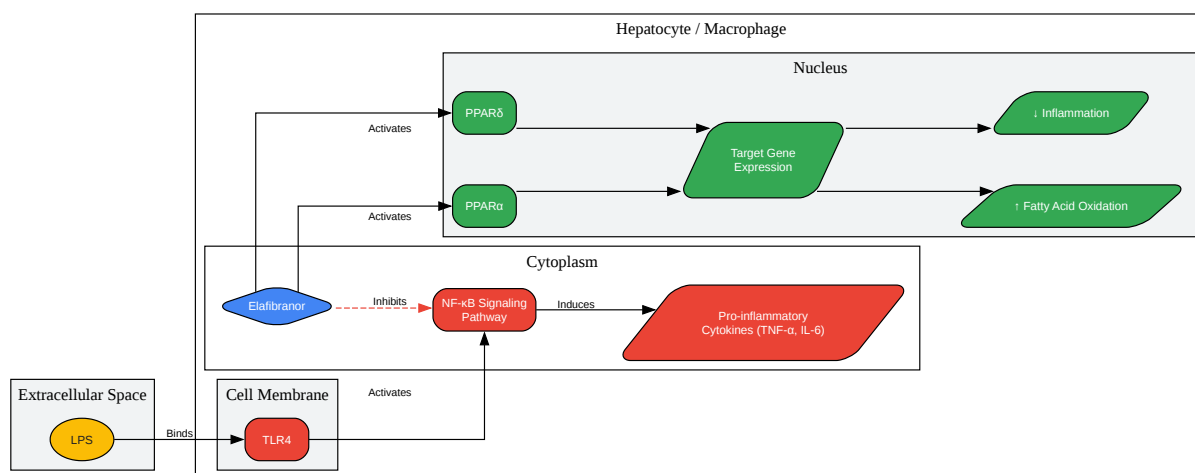 Hepatocyte / Macrophage
Nucleus
PPARδ
↓ Inflammation
Activates
Target Gene
Expression
PPARα
↑ Fatty Acid Oxidation
Activates
Cytoplasm
Elafibranor
Inhibits
NF-κB Signaling
Pathway
Induces
Pro-inflammatory
Cytokines (TNF-α, IL-6)
Extracellular Space
Cell Membrane
Activates
LPS
Binds
TLR4